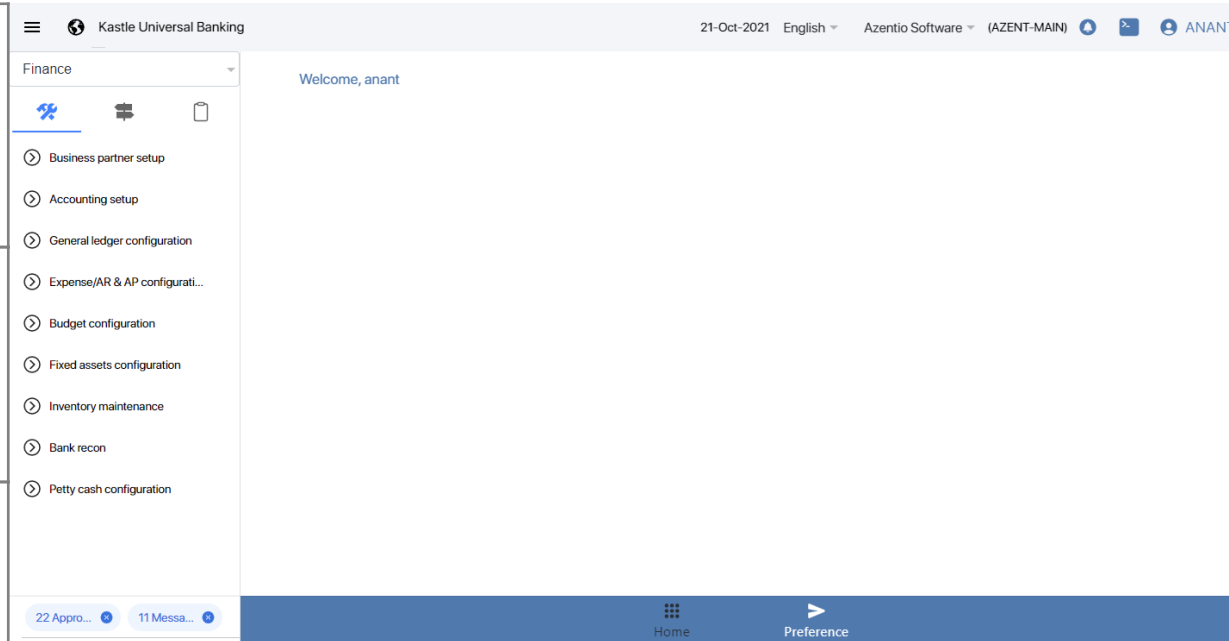 Kastle Universal Banking
21-Oct-2021 English Azentio Software (AZENT-MAIN) ANANT
Finance
Welcome, anant
Business partner setup
Accounting setup
General ledger configuration
Expense/AR & AP configurati...
Budget configuration
Fixed assets configuration
Inventory maintenance
Bank recon
Petty cash configuration
22 Appro... 11 Messa...
Home Preference